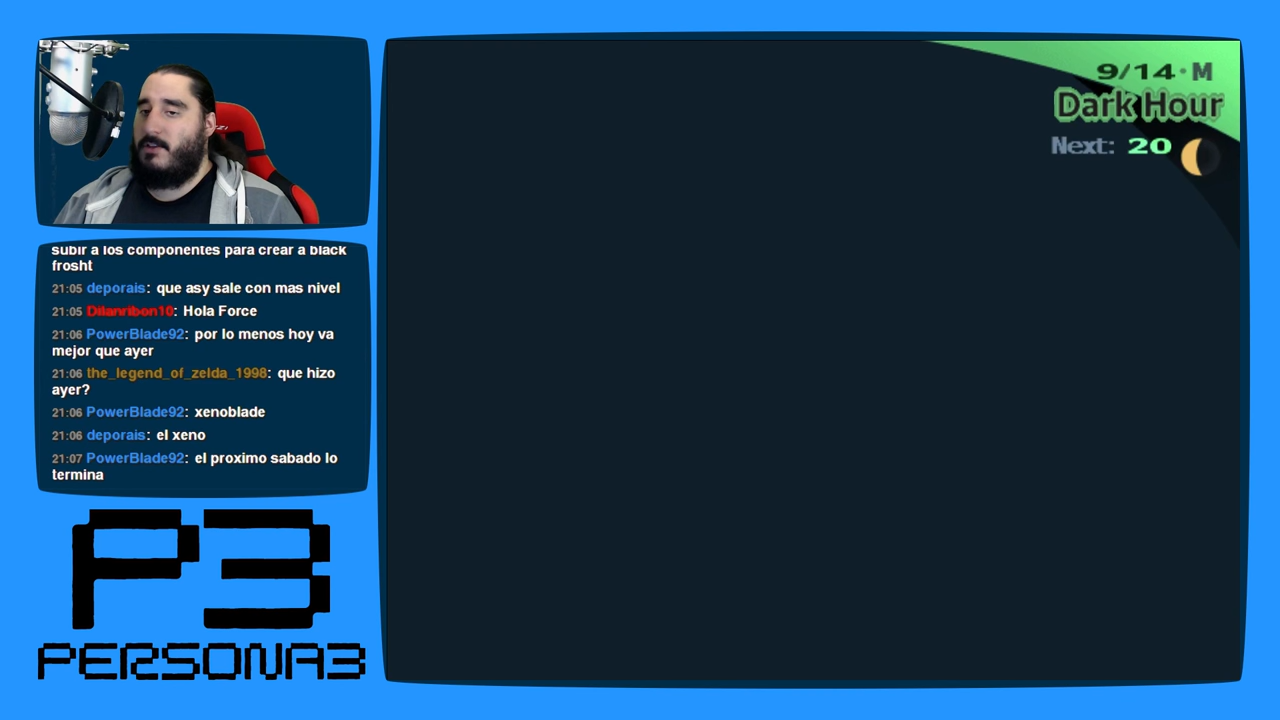 9/14·M
Dark Hour
Next: 20
subir a los componentes para crear a black
frosht
21:05 deporais: que asy sale con mas nivel
21:05 Dilanribon10: Hola Force
21:06 PowerBlade92: por lo menos hoy va
mejor que ayer
21:06 the_legend_of_zelda_1998: que hizo
ayer?
21:06 PowerBlade92: xenoblade
21:06 deporais: el xeno
21:07 PowerBlade92: el proximo sabado lo
termina
P3
PERSONA3